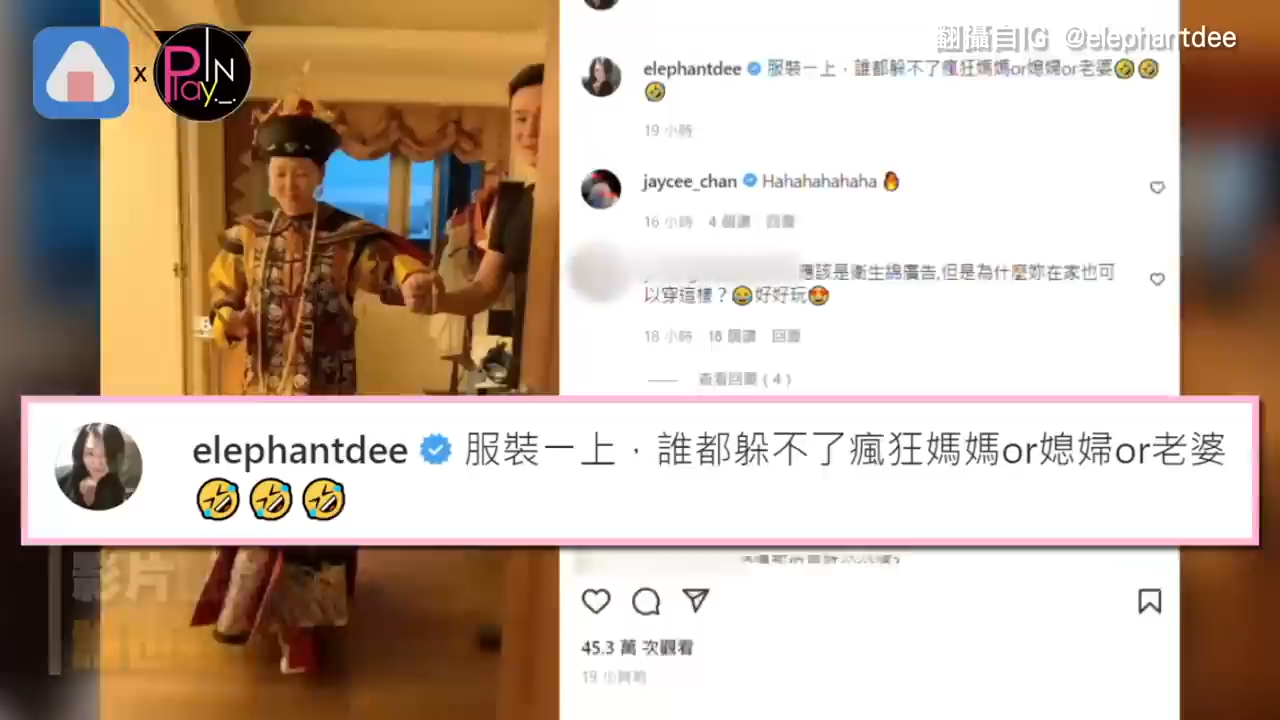 PlayIN
x
翻攝自IG @elephantdee
elephantdee 服裝一上，誰都躲不了瘋狂媽媽or媳婦or老婆🤣🤣
🤣
19 小時
jaycee_chan Hahahahahaha 🔥
16 小時 4 個讚 回覆
應該是衛生綿廣告,但是為什麼妳在家也可
以穿這樣？😂好好玩😍
18 小時 18 個讚 回覆
查看回覆 ( 4 )
elephantdee 服裝一上，誰都躲不了瘋狂媽媽or媳婦or老婆
🤣🤣🤣
影片
45.3 萬 次觀看
19 小時前